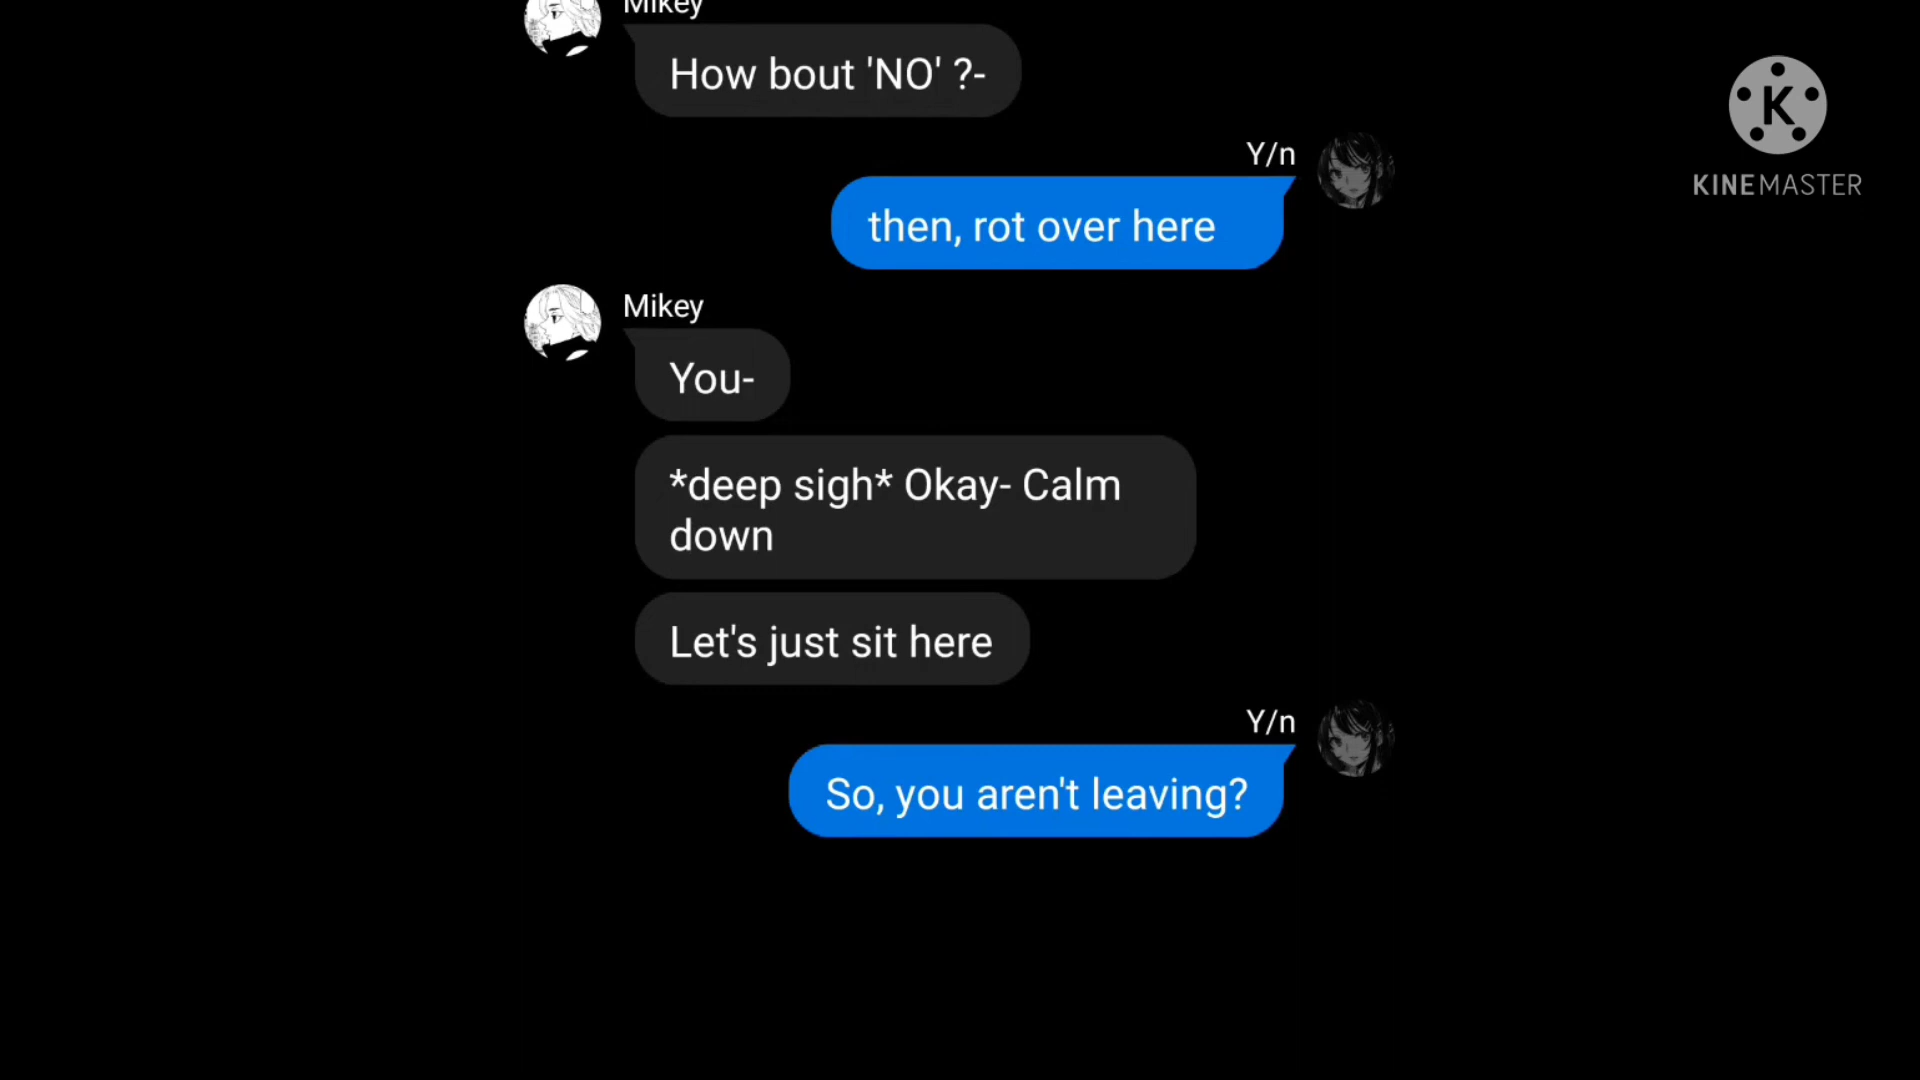 Mikey
How bout 'NO' ?-
Y/n
then, rot over here
Mikey
You-
*deep sigh* Okay- Calm
down
Let's just sit here
Y/n
So, you aren't leaving?
K
KINEMASTER